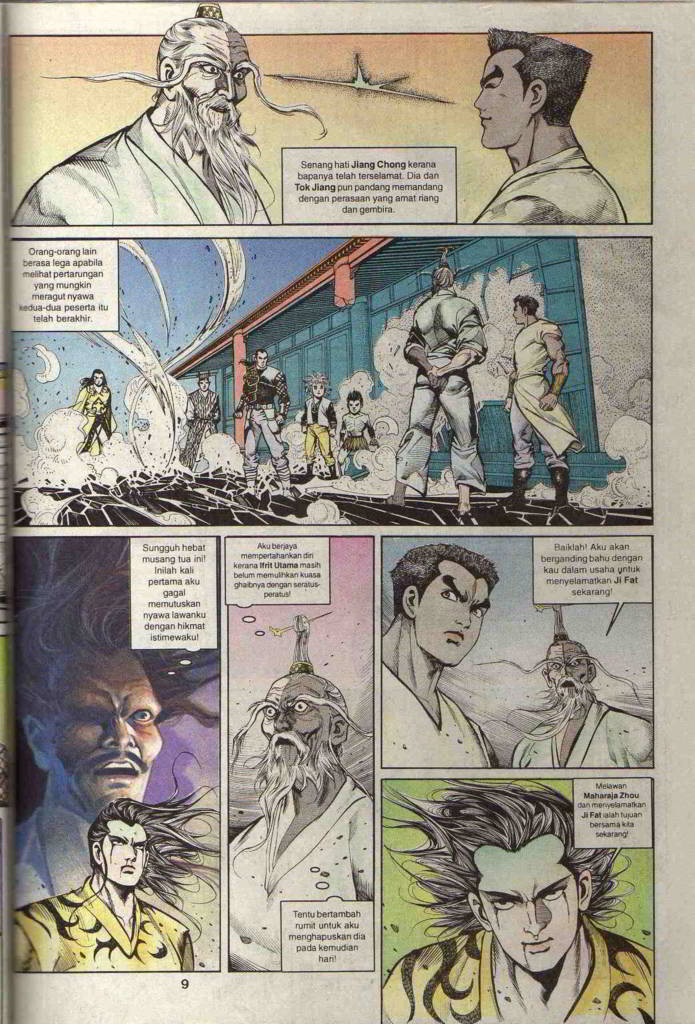 Senang hati Jiang Chong kerana
bapanya telah terselamat. Dia dan
Tok Jiang pun pandang memandang
dengan perasaan yang amat riang
dan gembira.
Orang-orang lain
berasa lega apabila
melihat pertarungan
yang mungkin
meragut nyawa
kedua-dua peserta itu
telah berakhir.
Sungguh hebat
musang tua ini!
Inilah kali
pertama aku
gagal
memutuskan
nyawa lawanku
dengan hikmat
istimewaku!
Aku berjaya
mempertahankan diri
kerana Ifrit Utama masih
belum memulihkan kuasa
ghaibnya dengan seratus-
peratus!
Tentu bertambah
rumit untuk aku
menghapuskan dia
pada kemudian
hari!
Baiklah! Aku akan
berganding bahu dengan
kau dalam usaha untuk
menyelamatkan Ji Fat
sekarang!
Melawan
Maharaja Zhou
dan menyelamatkan
Ji Fat ialah tujuan
bersama kita
sekarang!
9